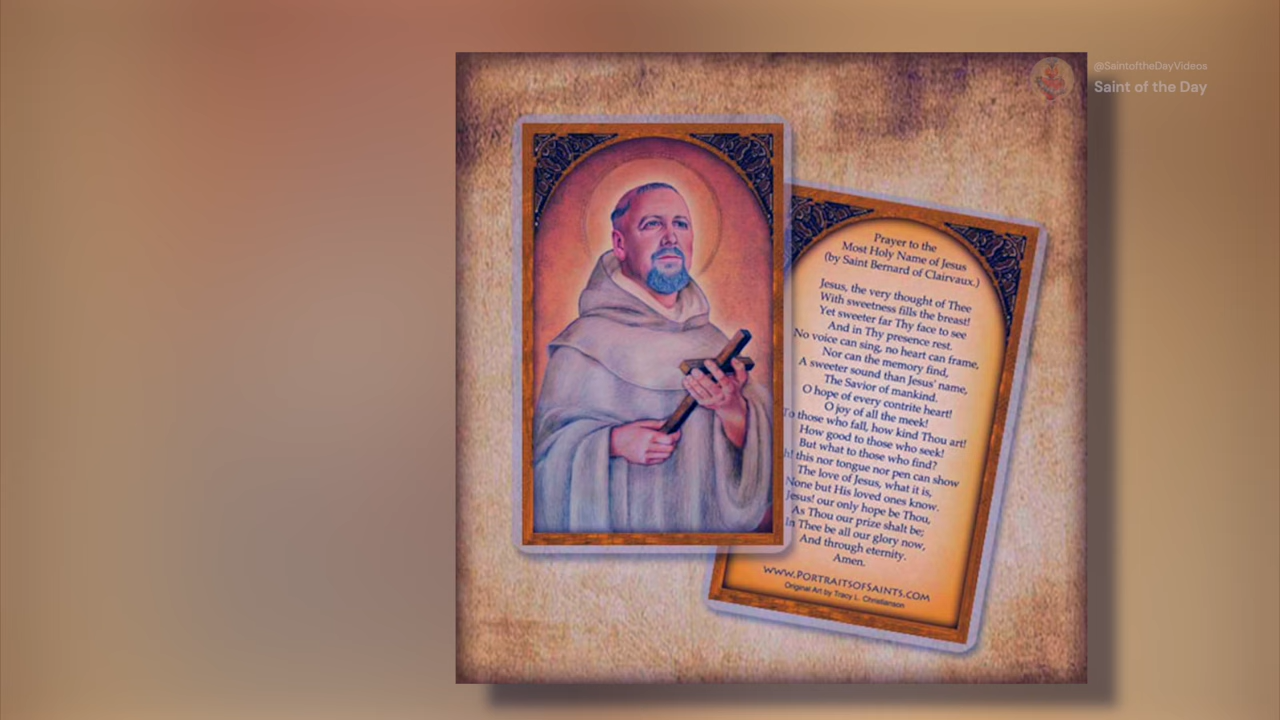 @SaintoftheDayVideos
Saint of the Day
Prayer to the
Most Holy Name of Jesus
(by Saint Bernard of Clairvaux.)
Jesus, the very thought of Thee
With sweetness fills the breast!
Yet sweeter far Thy face to see
And in Thy presence rest.
No voice can sing, no heart can frame,
Nor can the memory find,
A sweeter sound than Jesus' name,
The Savior of mankind.
O hope of every contrite heart!
O joy of all the meek!
To those who fall, how kind Thou art!
How good to those who seek!
But what to those who find?
h! this nor tongue nor pen can show
The love of Jesus, what it is,
None but His loved ones know.
Jesus! our only hope be Thou,
As Thou our prize shalt be;
In Thee be all our glory now,
And through eternity.
Amen.
www.PortraitsofSaints.com
Original Art by Tracy L. Christianson